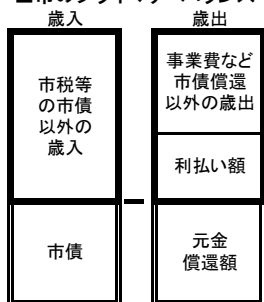 歳入
歳出
市税等
の市債
以外の
歳入
事業費など
市債償還
以外の歳出
利払い額
市債
元金
償還額